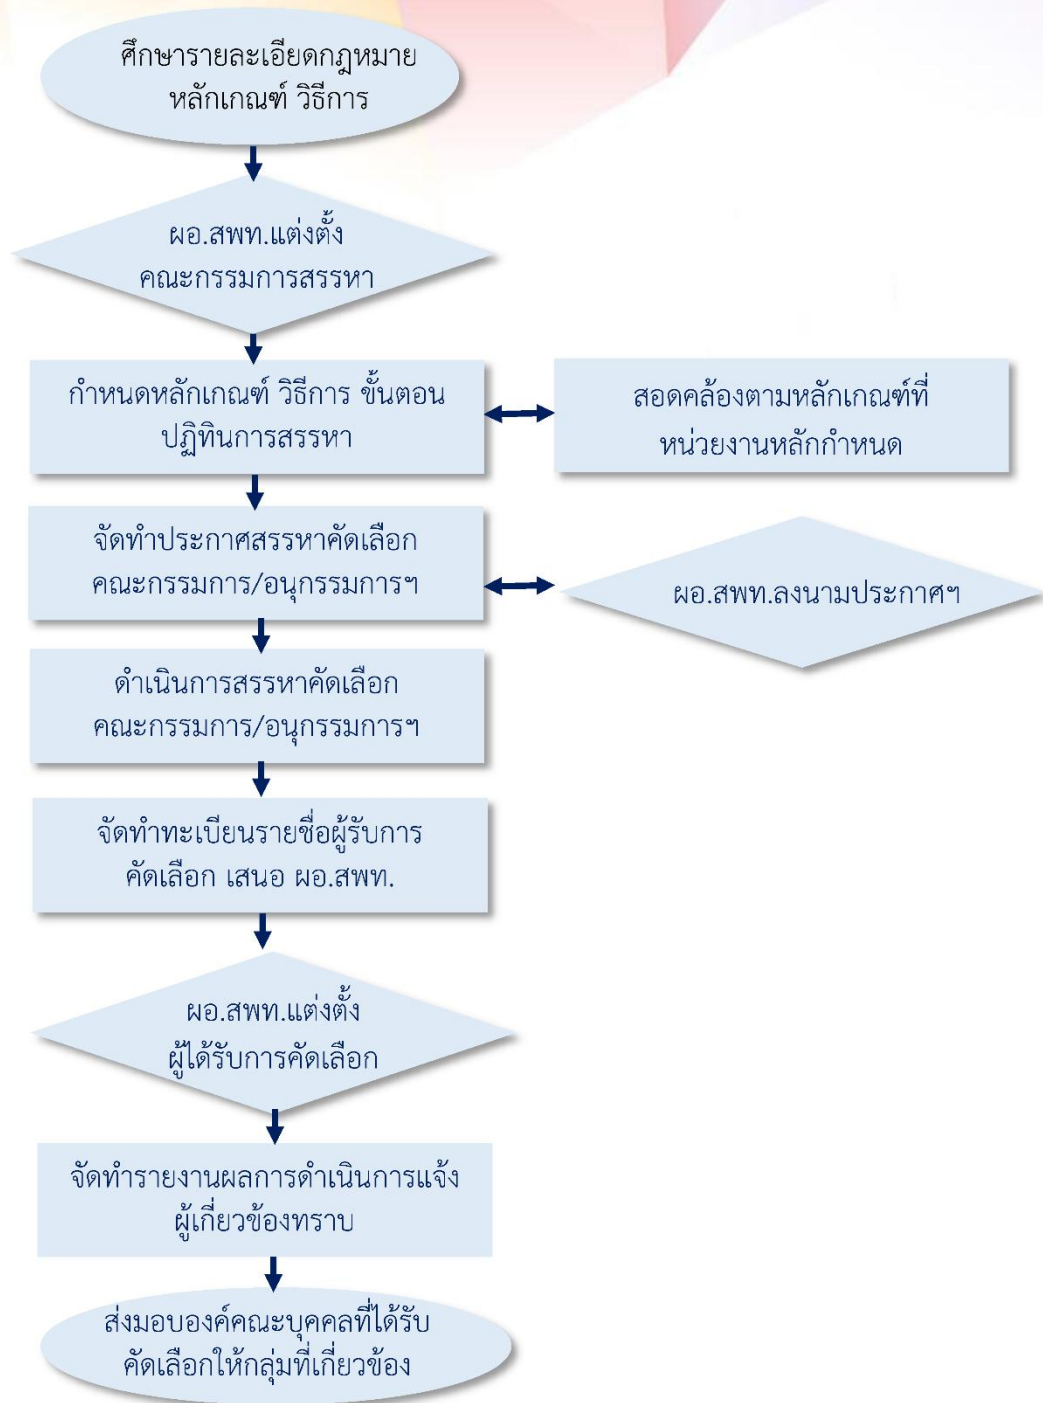 ศึกษารายละเอียดกฎหมาย
หลักเกณฑ์ วิธีการ
ผอ.สพท.แต่งตั้ง
คณะกรรมการสรรหา
กำหนดหลักเกณฑ์ วิธีการ ขั้นตอน
ปฏิทินการสรรหา
สอดคล้องตามหลักเกณฑ์ที่
หน่วยงานหลักกำหนด
จัดทำประกาศสรรหาคัดเลือก
คณะกรรมการ/อนุกรรมการฯ
ผอ.สพท.ลงนามประกาศฯ
ดำเนินการสรรหาคัดเลือก
คณะกรรมการ/อนุกรรมการฯ
จัดทำทะเบียนรายชื่อผู้รับการ
คัดเลือก เสนอ ผอ.สพท.
ผอ.สพท.แต่งตั้ง
ผู้ได้รับการคัดเลือก
จัดทำรายงานผลการดำเนินการแจ้ง
ผู้เกี่ยวข้องทราบ
ส่งมอบองค์คณะบุคคลที่ได้รับ
คัดเลือกให้กลุ่มที่เกี่ยวข้อง